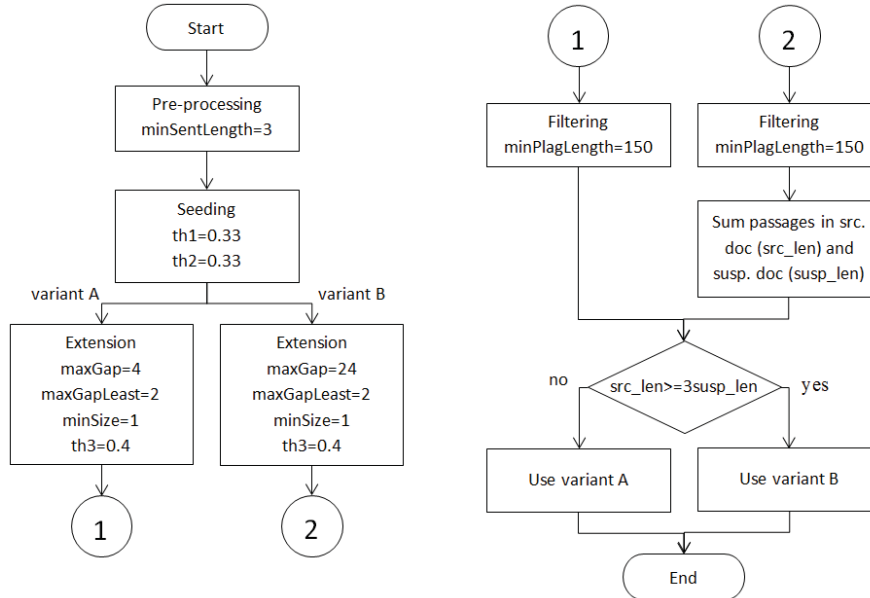 Start
Pre-processing
minSentLength=3
Seeding
th1=0.33
th2=0.33
variant A
variant B
Extension
maxGap=4
maxGapLeast=2
minSize=1
th3=0.4
Extension
maxGap=24
maxGapLeast=2
minSize=1
th3=0.4
1
2
1
2
Filtering
minPlagLength=150
Filtering
minPlagLength=150
Sum passages in src.
doc (src_len) and
susp. doc (susp_len)
no
src_len>=3susp_len
yes
Use variant A
Use variant B
End